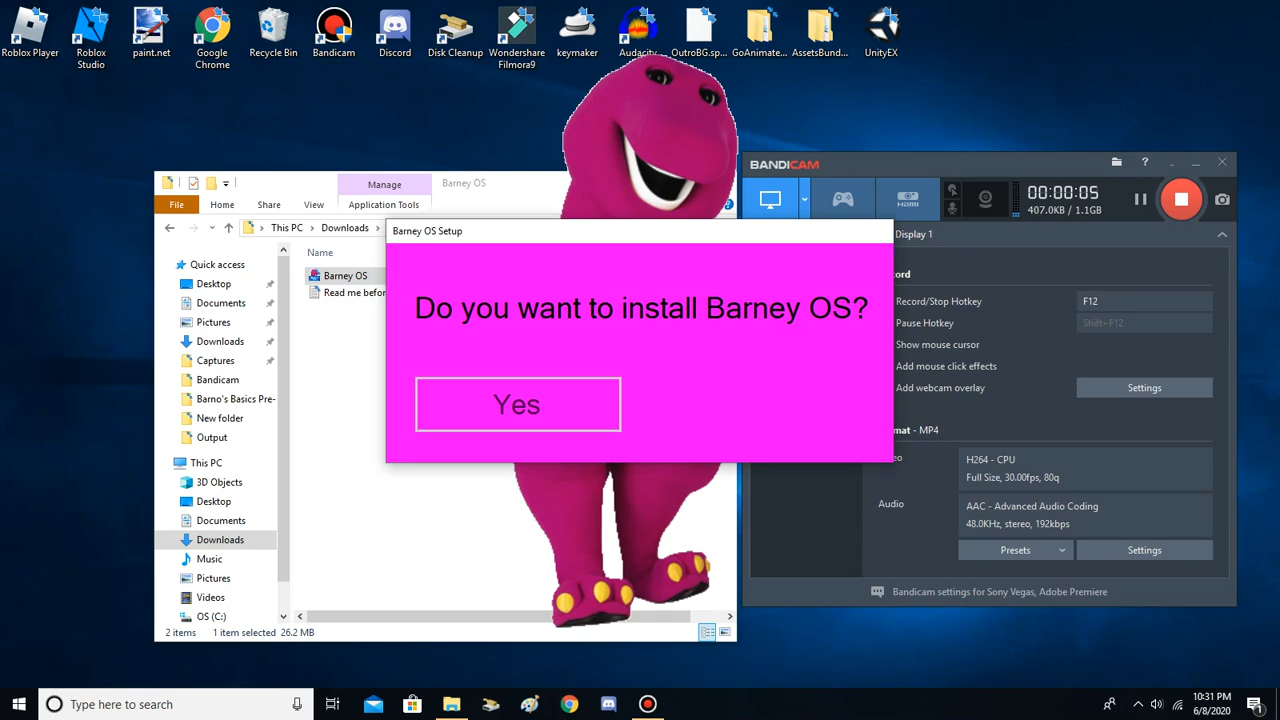 Roblox Player
Roblox Studio
paint.net
Google Chrome
Recycle Bin
Bandicam
Discord
Disk Cleanup
Wondershare Filmora9
keymaker
Audacity
OutroBG.sp...
GoAnimate...
AssetsBund...
UnityEX
Manage
Barney OS
File
Home
Share
View
Application Tools
This PC
Downloads
Quick access
Desktop
Documents
Pictures
Downloads
Captures
Bandicam
Barno's Basics Pre-
New folder
Output
This PC
3D Objects
Desktop
Documents
Downloads
Music
Pictures
Videos
OS (C:)
Name
Barney OS
Read me befor
2 items
1 item selected 26.2 MB
Barney OS Setup
Do you want to install Barney OS?
Yes
BANDICAM
HDMI
00:00:05
407.0KB / 1.1GB
Display 1
ord
Record/Stop Hotkey
F12
Pause Hotkey
Shift+F12
Show mouse cursor
Add mouse click effects
Add webcam overlay
Settings
mat - MP4
eo
H264 - CPU
Full Size, 30.00fps, 80q
Audio
AAC - Advanced Audio Coding
48.0KHz, stereo, 192kbps
Presets
Settings
Bandicam settings for Sony Vegas, Adobe Premiere
Type here to search
10:31 PM
6/8/2020